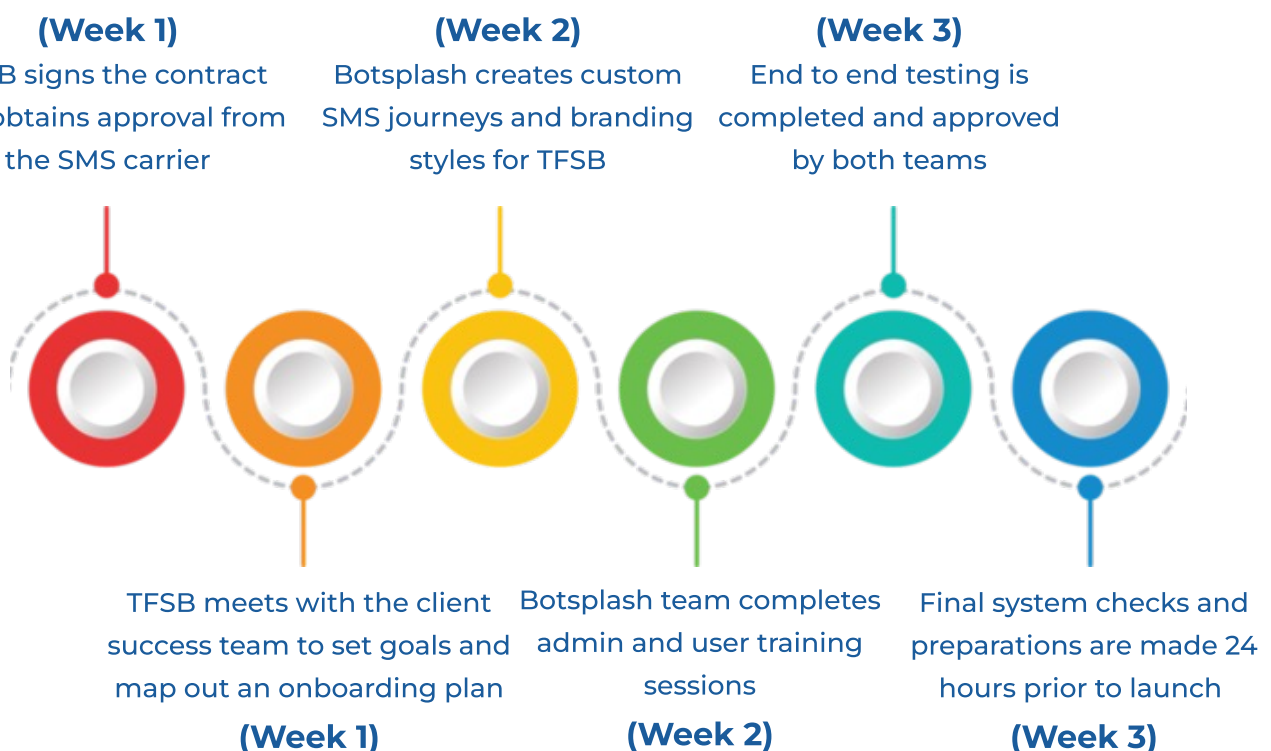 (Week 1)
B signs the contract
obtains approval from
the SMS carrier
(Week 2)
Botsplash creates custom
SMS journeys and branding
styles for TFSB
(Week 3)
End to end testing is
completed and approved
by both teams
TFSB meets with the client
success team to set goals and
map out an onboarding plan
(Week 1)
Botsplash team completes
admin and user training
sessions
(Week 2)
Final system checks and
preparations are made 24
hours prior to launch
(Week 3)